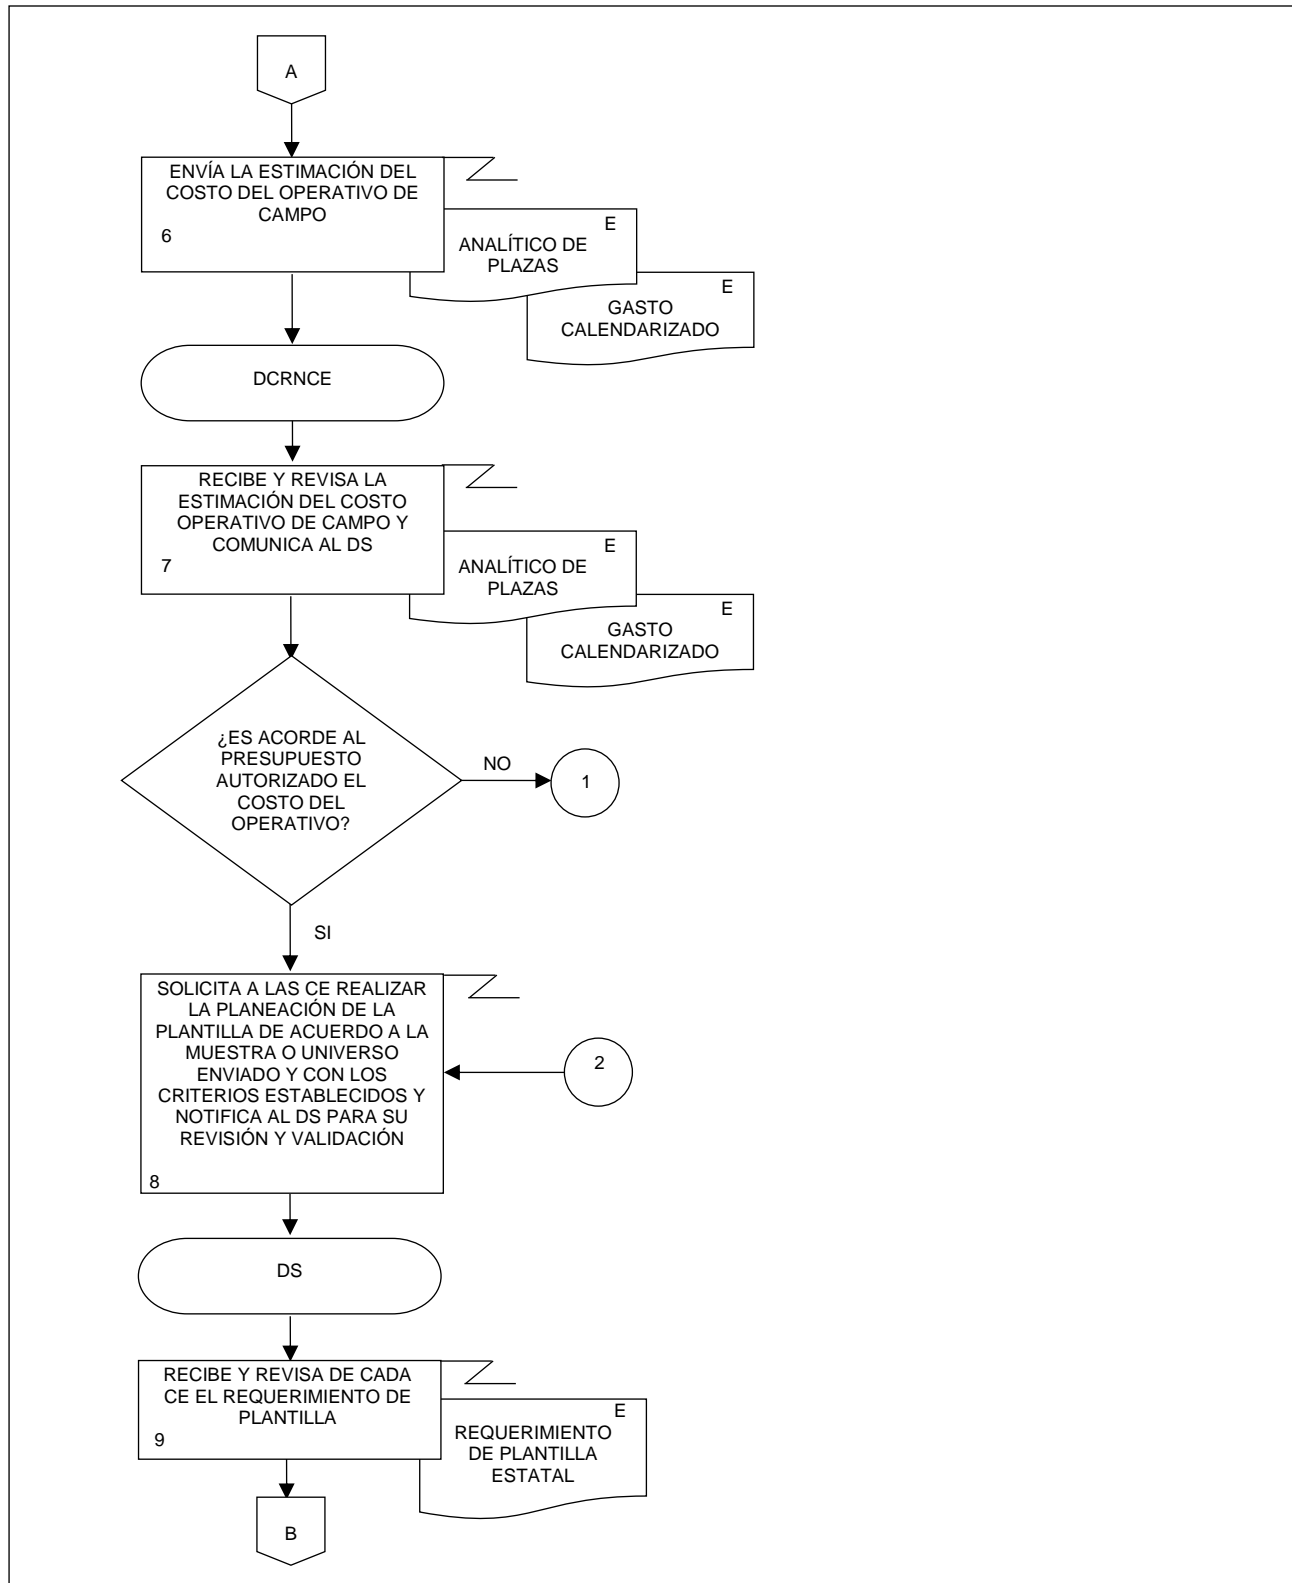 A
ENVÍA LA ESTIMACIÓN DEL
COSTO DEL OPERATIVO DE
CAMPO
6
E
ANALÍTICO DE
PLAZAS
E
GASTO
CALENDARIZADO
DCRNCE
RECIBE Y REVISA LA
ESTIMACIÓN DEL COSTO
OPERATIVO DE CAMPO Y
COMUNICA AL DS
7
E
ANALÍTICO DE
PLAZAS
E
GASTO
CALENDARIZADO
¿ES ACORDE AL
PRESUPUESTO
AUTORIZADO EL
COSTO DEL
OPERATIVO?
NO
1
SI
SOLICITA A LAS CE REALIZAR
LA PLANEACIÓN DE LA
PLANTILLA DE ACUERDO A LA
MUESTRA O UNIVERSO
ENVIADO Y CON LOS
CRITERIOS ESTABLECIDOS Y
NOTIFICA AL DS PARA SU
REVISIÓN Y VALIDACIÓN
8
2
DS
RECIBE Y REVISA DE CADA
CE EL REQUERIMIENTO DE
PLANTILLA
9
E
REQUERIMIENTO
DE PLANTILLA
ESTATAL
B